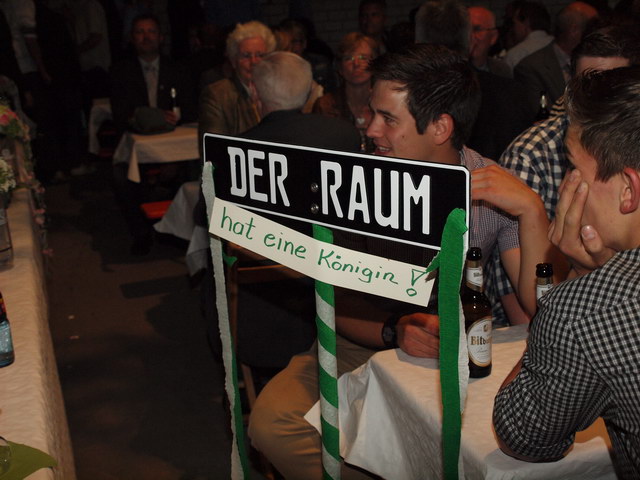 DER RAUM
hat eine Königin!